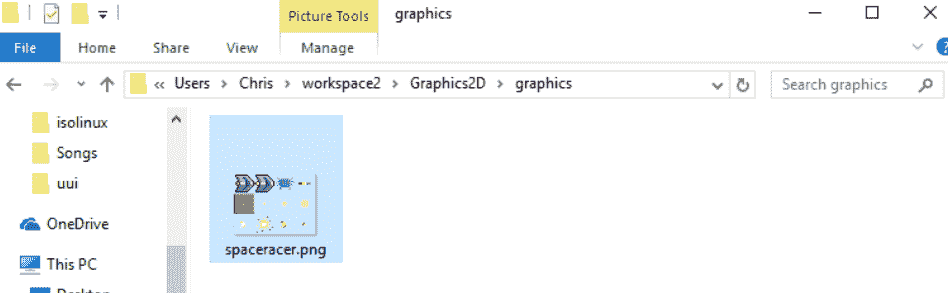 Picture Tools graphics
File Home Share View Manage
« Users > Chris > workspace2 > Graphics2D > graphics Search graphics
isolinux
Songs
uui
OneDrive
This PC
Desktop
spaceracer.png